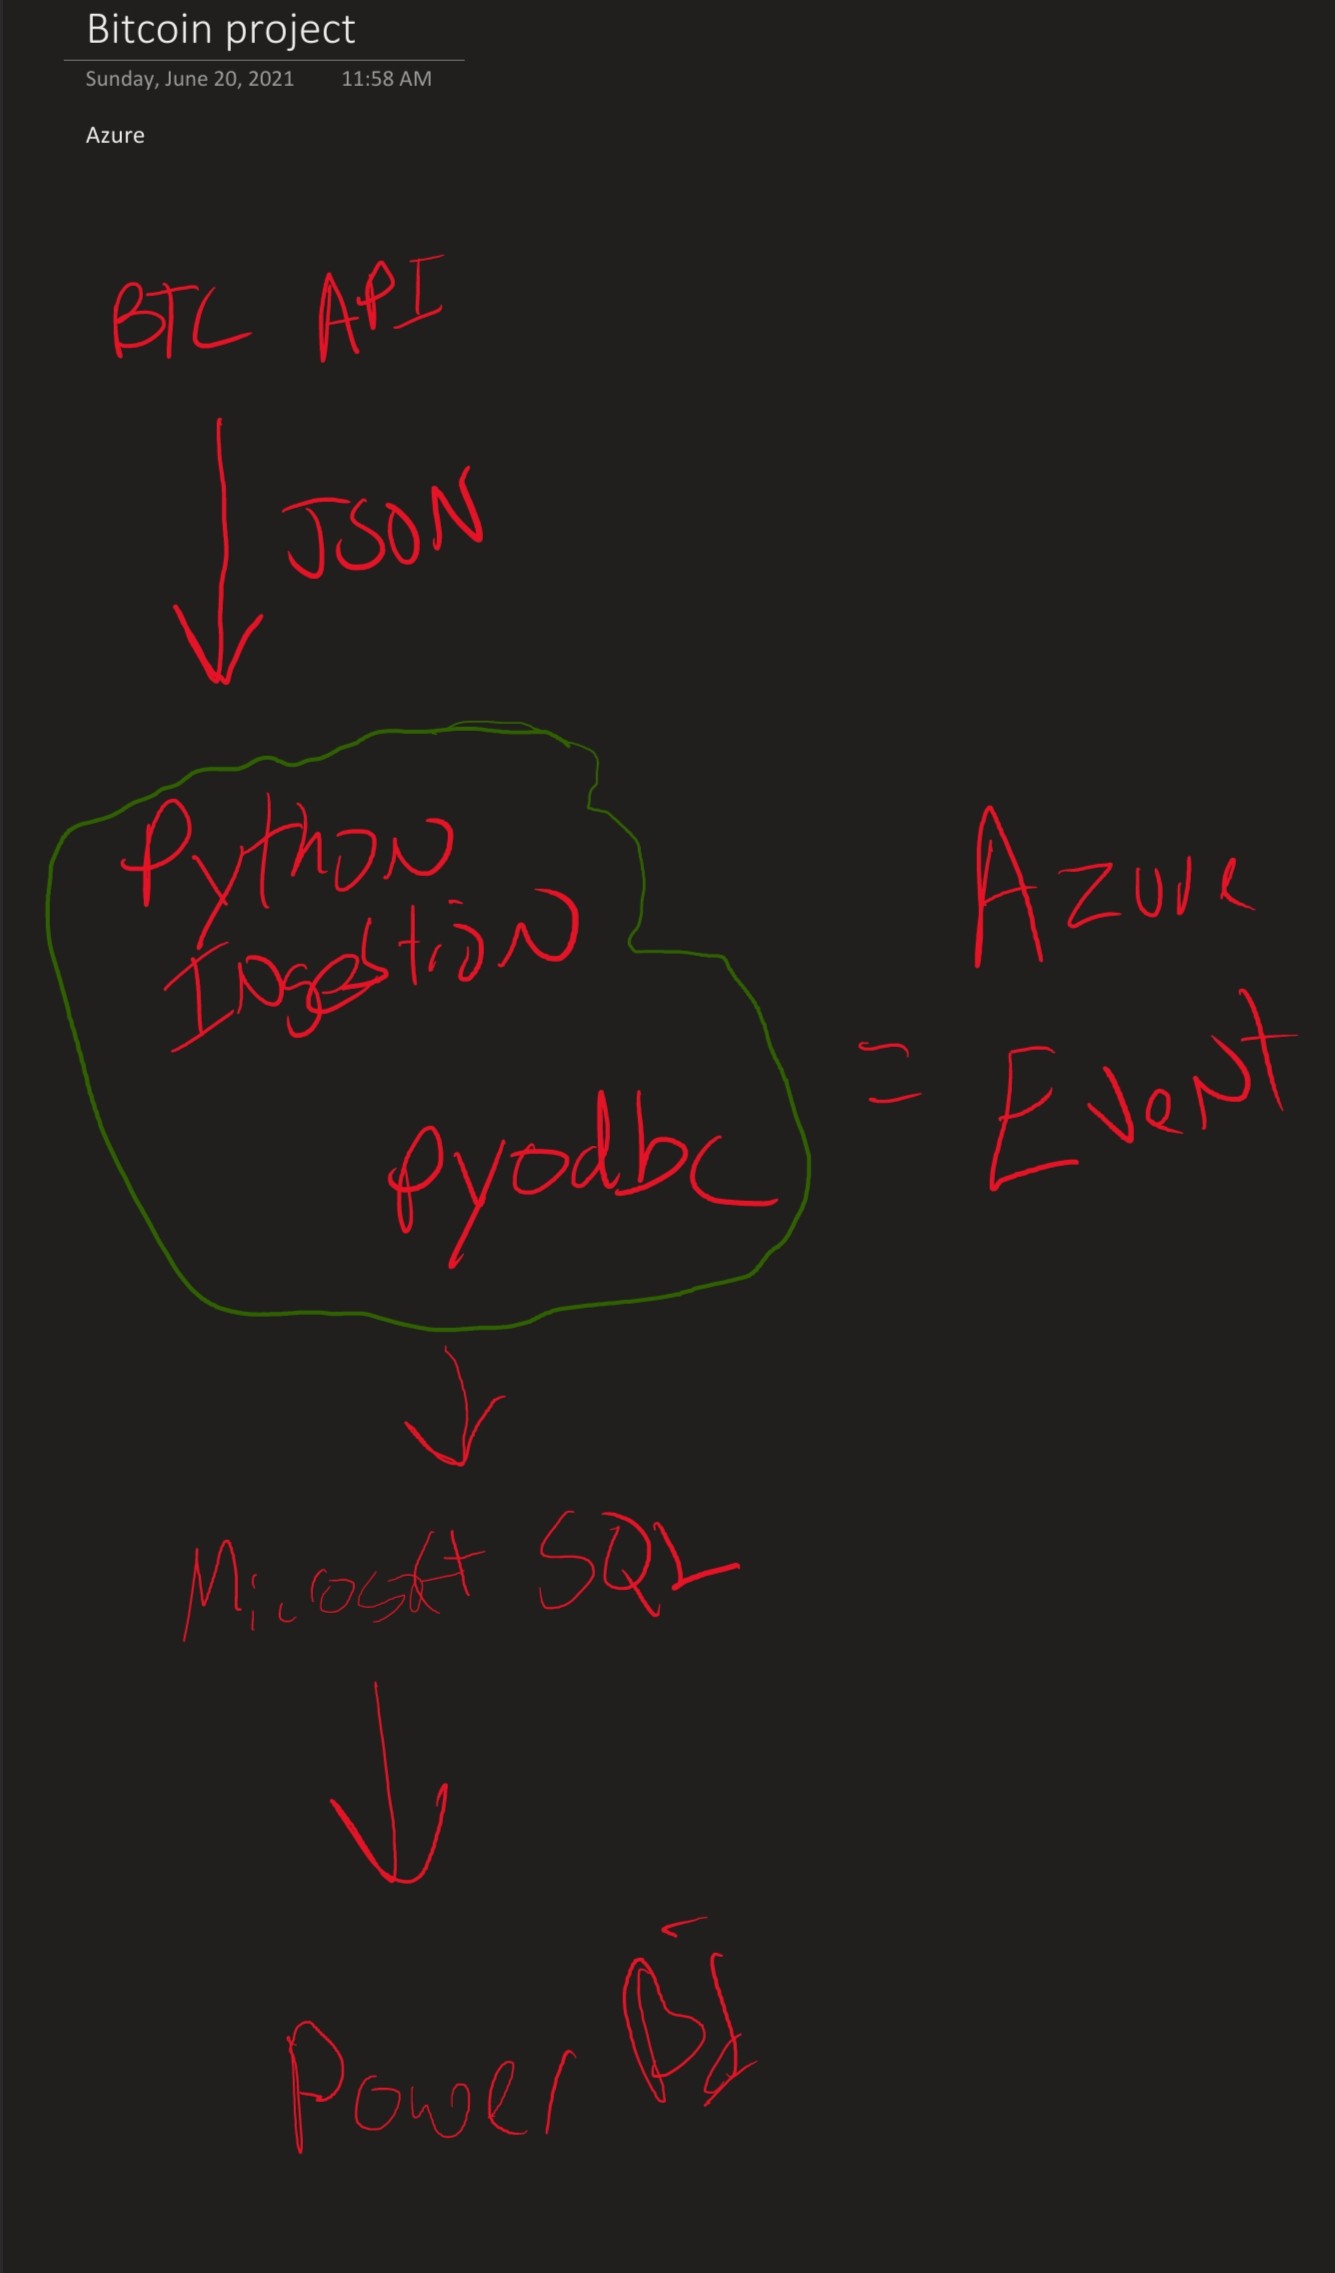 Bitcoin project
Sunday, June 20, 2021 11:58 AM
Azure
BTC API
JSON
Python
Ingestion
pyodbc
= Azure
Event
Micosft SQL
Power BI